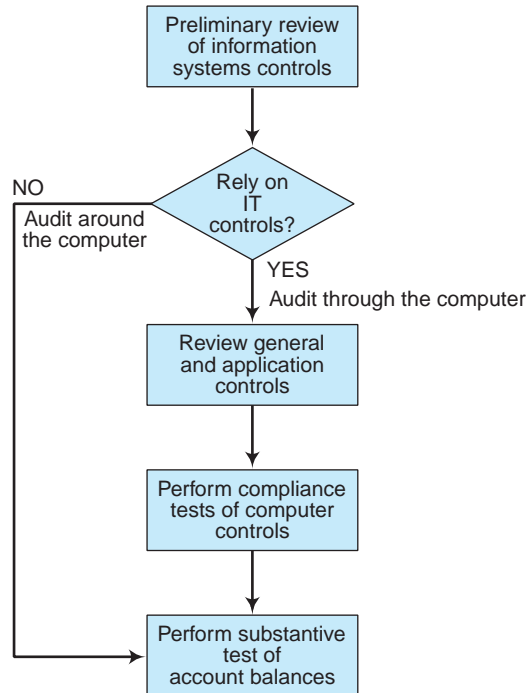 Preliminary review
of information
systems controls
Rely on
IT
controls?
NO
Audit around
the computer
YES
Audit through the computer
Review general
and application
controls
Perform compliance
tests of computer
controls
Perform substantive
test of
account balances